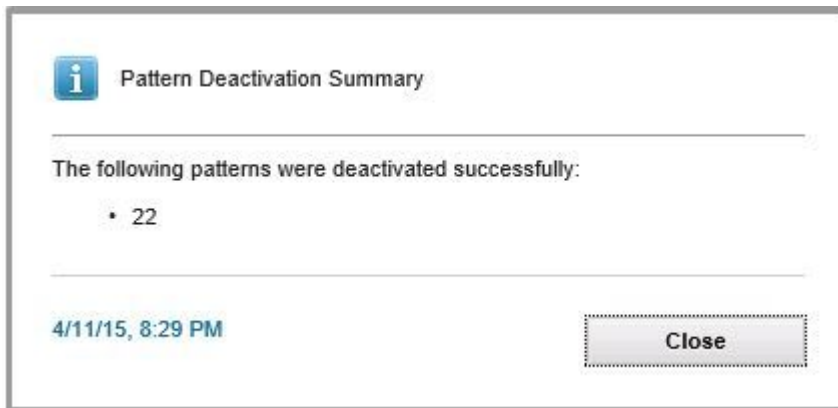 Pattern Deactivation Summary
The following patterns were deactivated successfully:
• 22
4/11/15, 8:29 PM
Close